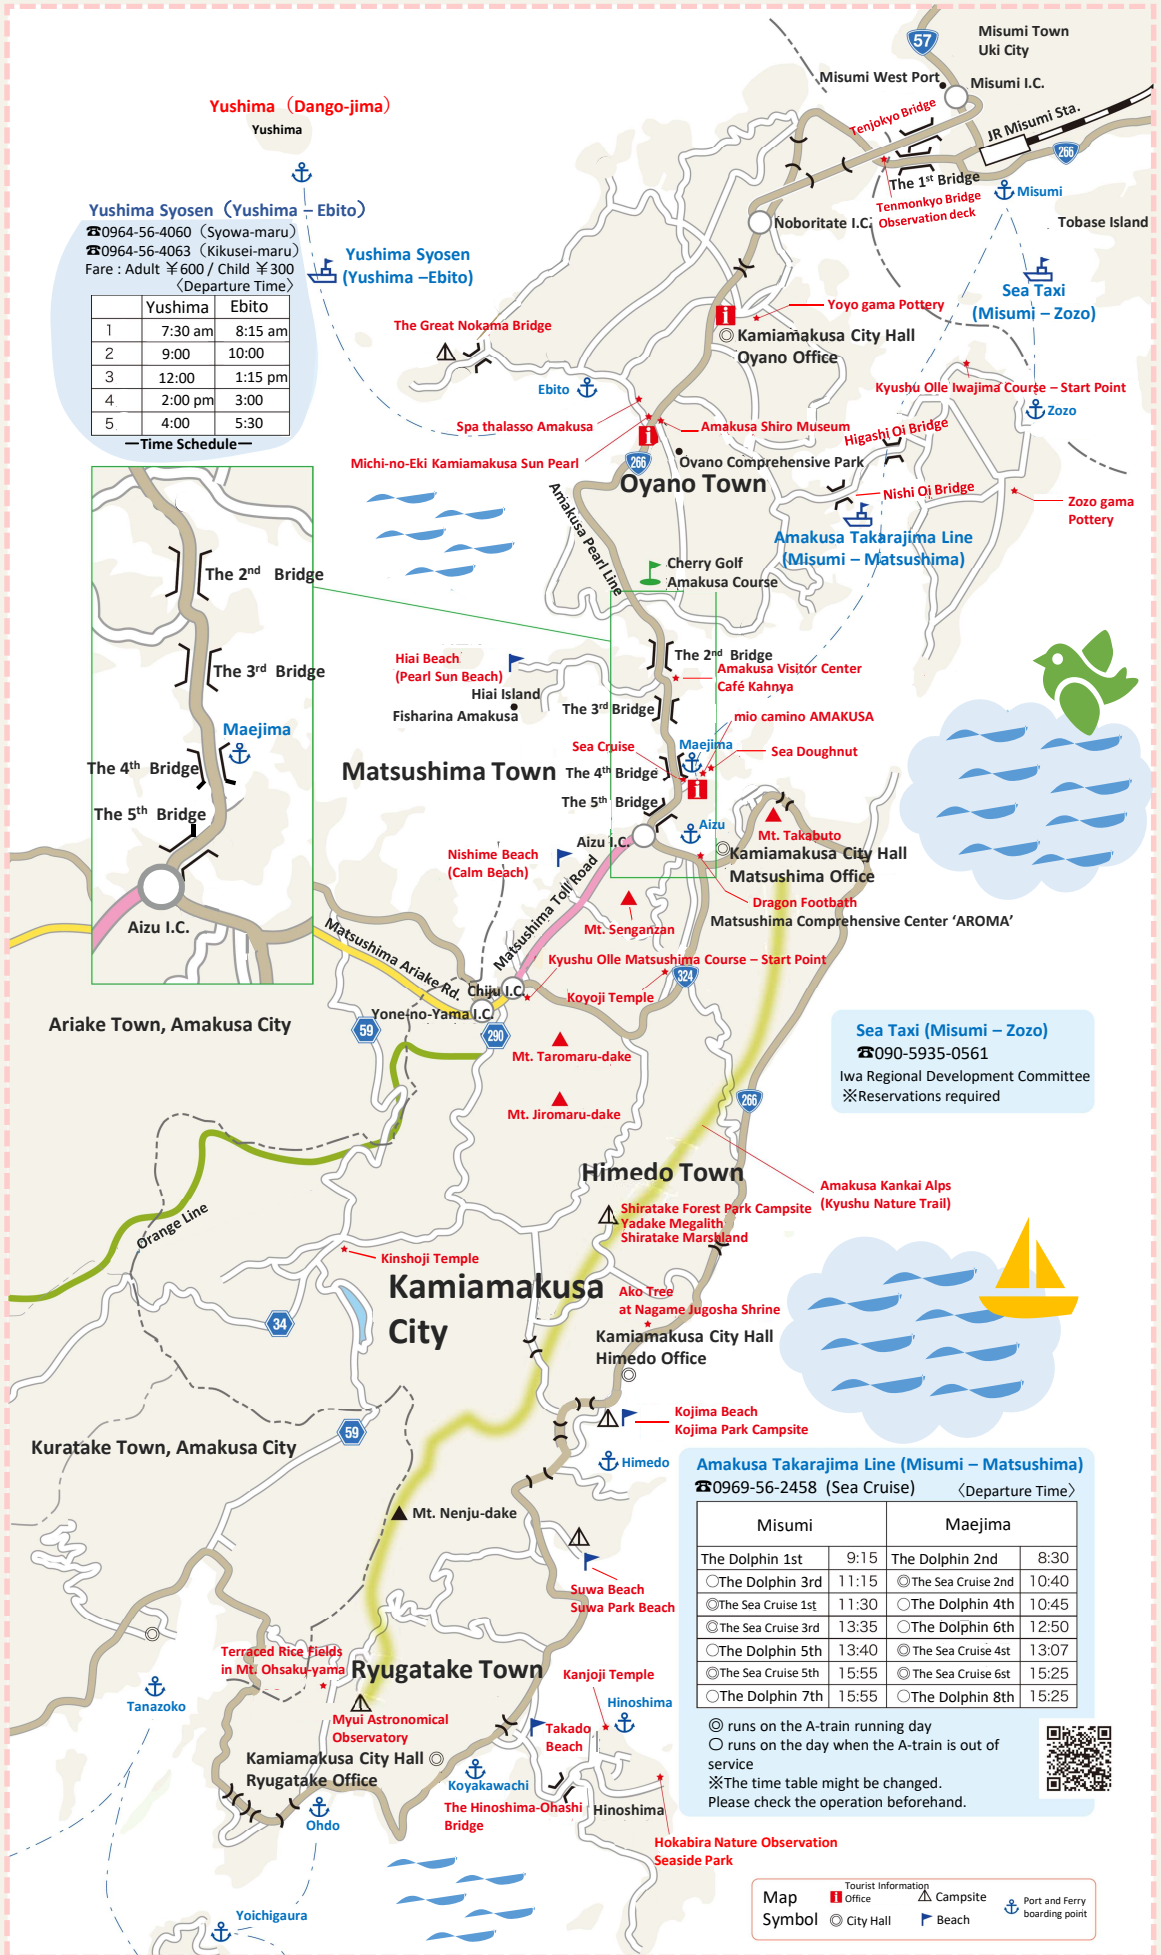 57
Misumi Town
Uki City
Misumi West Port
Misumi I.C.
Tenjokyo Bridge
JR Misumi Sta.
266
The 1st Bridge
Misumi
Tenmonkyo Bridge
Observation deck
Noboritate I.C.
Tobase Island
Yushima（Dango-jima）
Yushima
Yushima Syosen（Yushima – Ebito）
☎0964-56-4060（Syowa-maru）
☎0964-56-4063（Kikusei-maru）
Fare : Adult ￥600 / Child ￥300
〈Departure Time〉
Yushima Ebito
1 7:30 am 8:15 am
2 9:00 10:00
3 12:00 1:15 pm
4 2:00 pm 3:00
5 4:00 5:30
—Time Schedule—
Yushima Syosen
(Yushima –Ebito)
Sea Taxi
(Misumi – Zozo)
Yoyo gama Pottery
The Great Nokama Bridge
Kamiamakusa City Hall
Oyano Office
Kyushu Olle Iwajima Course – Start Point
Ebito
Zozo
Spa thalasso Amakusa
Amakusa Shiro Museum
Higashi Oi Bridge
Michi-no-Eki Kamiamakusa Sun Pearl
266
Oyano Comprehensive Park
Oyano Town
Nishi Oi Bridge
Zozo gama
Pottery
Amakusa Pearl Line
Amakusa Takarajima Line
(Misumi – Matsushima)
Cherry Golf
Amakusa Course
The 2nd Bridge
The 3rd Bridge
Maejima
The 4th Bridge
The 5th Bridge
Aizu I.C.
The 2nd Bridge
Hiai Beach
(Pearl Sun Beach)
Amakusa Visitor Center
Café Kahnya
Hiai Island
Fisharina Amakusa
The 3rd Bridge
mio camino AMAKUSA
Sea Cruise
Maejima
Sea Doughnut
Matsushima Town
The 4th Bridge
The 5th Bridge
Aizu
Aizu I.C.
Mt. Takabuto
Kamiamakusa City Hall
Matsushima Office
Nishime Beach
(Calm Beach)
Matsushima Toll Road
Dragon Footbath
Matsushima Comprehensive Center ‘AROMA’
Mt. Senganzan
Matsushima Ariake Rd.
Kyushu Olle Matsushima Course – Start Point
324
Chiju I.C.
Koyoji Temple
Yone-no-Yama I.C.
Ariake Town, Amakusa City
59
290
Mt. Taromaru-dake
Mt. Jiromaru-dake
266
Sea Taxi (Misumi – Zozo)
☎090-5935-0561
Iwa Regional Development Committee
※Reservations required
Himedo Town
Amakusa Kankai Alps
(Kyushu Nature Trail)
Shiratake Forest Park Campsite
Yadake Megalith
Shiratake Marshland
Orange Line
Kinshoji Temple
Kamiamakusa
City
Ako Tree
at Nagame Jugosha Shrine
34
Kamiamakusa City Hall
Himedo Office
Kojima Beach
Kojima Park Campsite
59
Kuratake Town, Amakusa City
Himedo
Mt. Nenju-dake
Suwa Beach
Suwa Park Beach
Amakusa Takarajima Line (Misumi – Matsushima)
☎0969-56-2458 (Sea Cruise) 〈Departure Time〉
Misumi Maejima
The Dolphin 1st 9:15 The Dolphin 2nd 8:30
○The Dolphin 3rd 11:15 ◎The Sea Cruise 2nd 10:40
◎The Sea Cruise 1st 11:30 ○The Dolphin 4th 10:45
◎The Sea Cruise 3rd 13:35 ○The Dolphin 6th 12:50
○The Dolphin 5th 13:40 ◎The Sea Cruise 4st 13:07
◎The Sea Cruise 5th 15:55 ◎The Sea Cruise 6st 15:25
○The Dolphin 7th 15:55 ○The Dolphin 8th 15:25
◎ runs on the A-train running day
○ runs on the day when the A-train is out of
service
※The time table might be changed.
Please check the operation beforehand.
Terraced Rice Fields
in Mt. Ohsaku-yama
Ryugatake Town
Kanjoji Temple
Tanazoko
Hinoshima
Myui Astronomical
Observatory
Takado
Beach
Kamiamakusa City Hall
Ryugatake Office
Koyakawachi
Ohdo
The Hinoshima-Ohashi
Bridge
Hinoshima
Hokabira Nature Observation
Seaside Park
Yoichigaura
Map
Symbol
Tourist Information
Office
Campsite
Port and Ferry
boarding point
City Hall
Beach